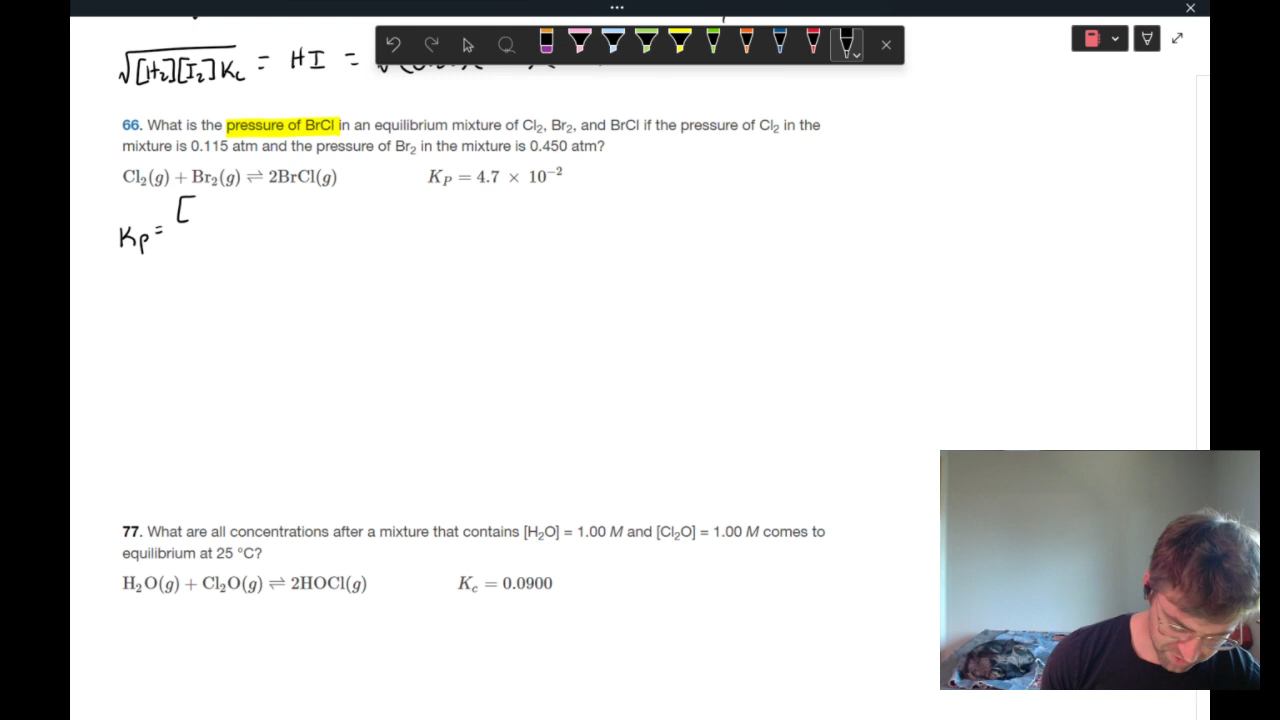 √[H₂][I₂]Kc = HI =
66. What is the pressure of BrCl in an equilibrium mixture of Cl₂, Br₂, and BrCl if the pressure of Cl₂ in the
mixture is 0.115 atm and the pressure of Br₂ in the mixture is 0.450 atm?
Cl₂(g) + Br₂(g) ⇌ 2BrCl(g) K_P = 4.7 × 10⁻²
Kp = [
77. What are all concentrations after a mixture that contains [H₂O] = 1.00 M and [Cl₂O] = 1.00 M comes to
equilibrium at 25 °C?
H₂O(g) + Cl₂O(g) ⇌ 2HOCl(g) K_c = 0.0900